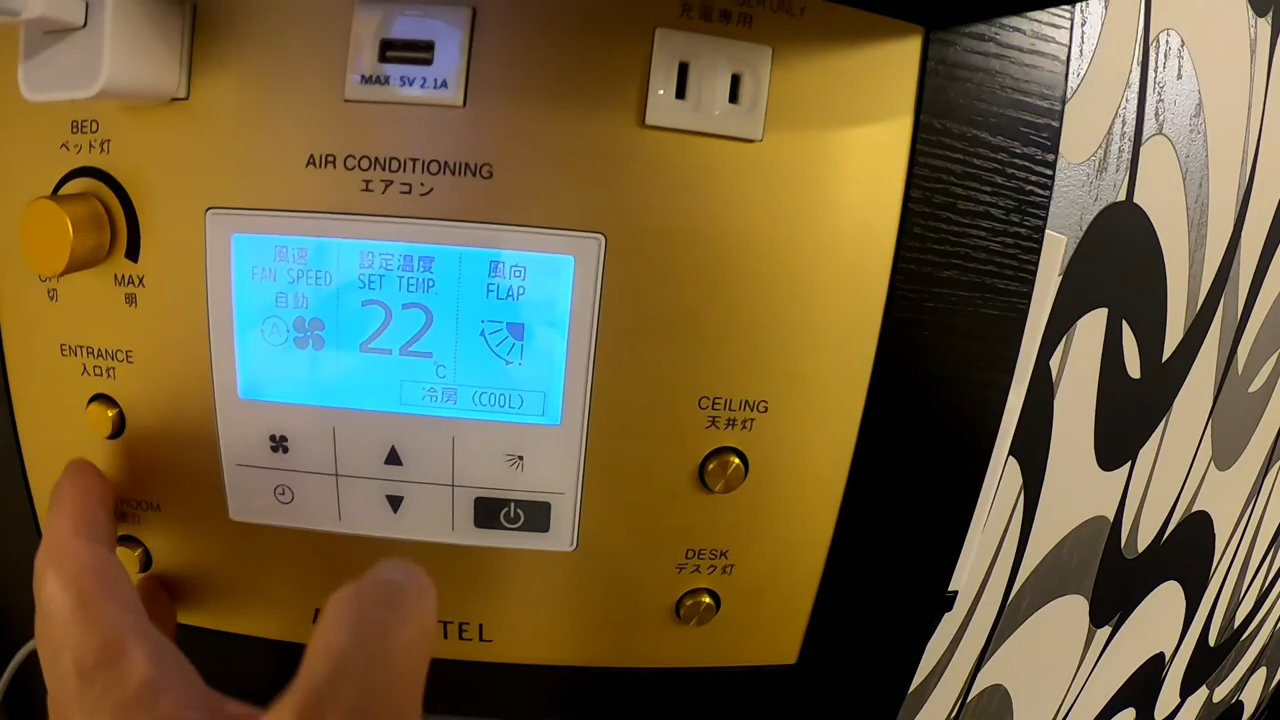 ONLY
充電専用
MAX : 5V 2.1A
BED
ベッド灯
AIR CONDITIONING
エアコン
切
MAX
明
風速
FAN SPEED
自動
A
設定温度
SET TEMP.
22
℃
風向
FLAP
冷房 (COOL)
ENTRANCE
入口灯
ROOM
CEILING
天井灯
DESK
デスク灯
TEL